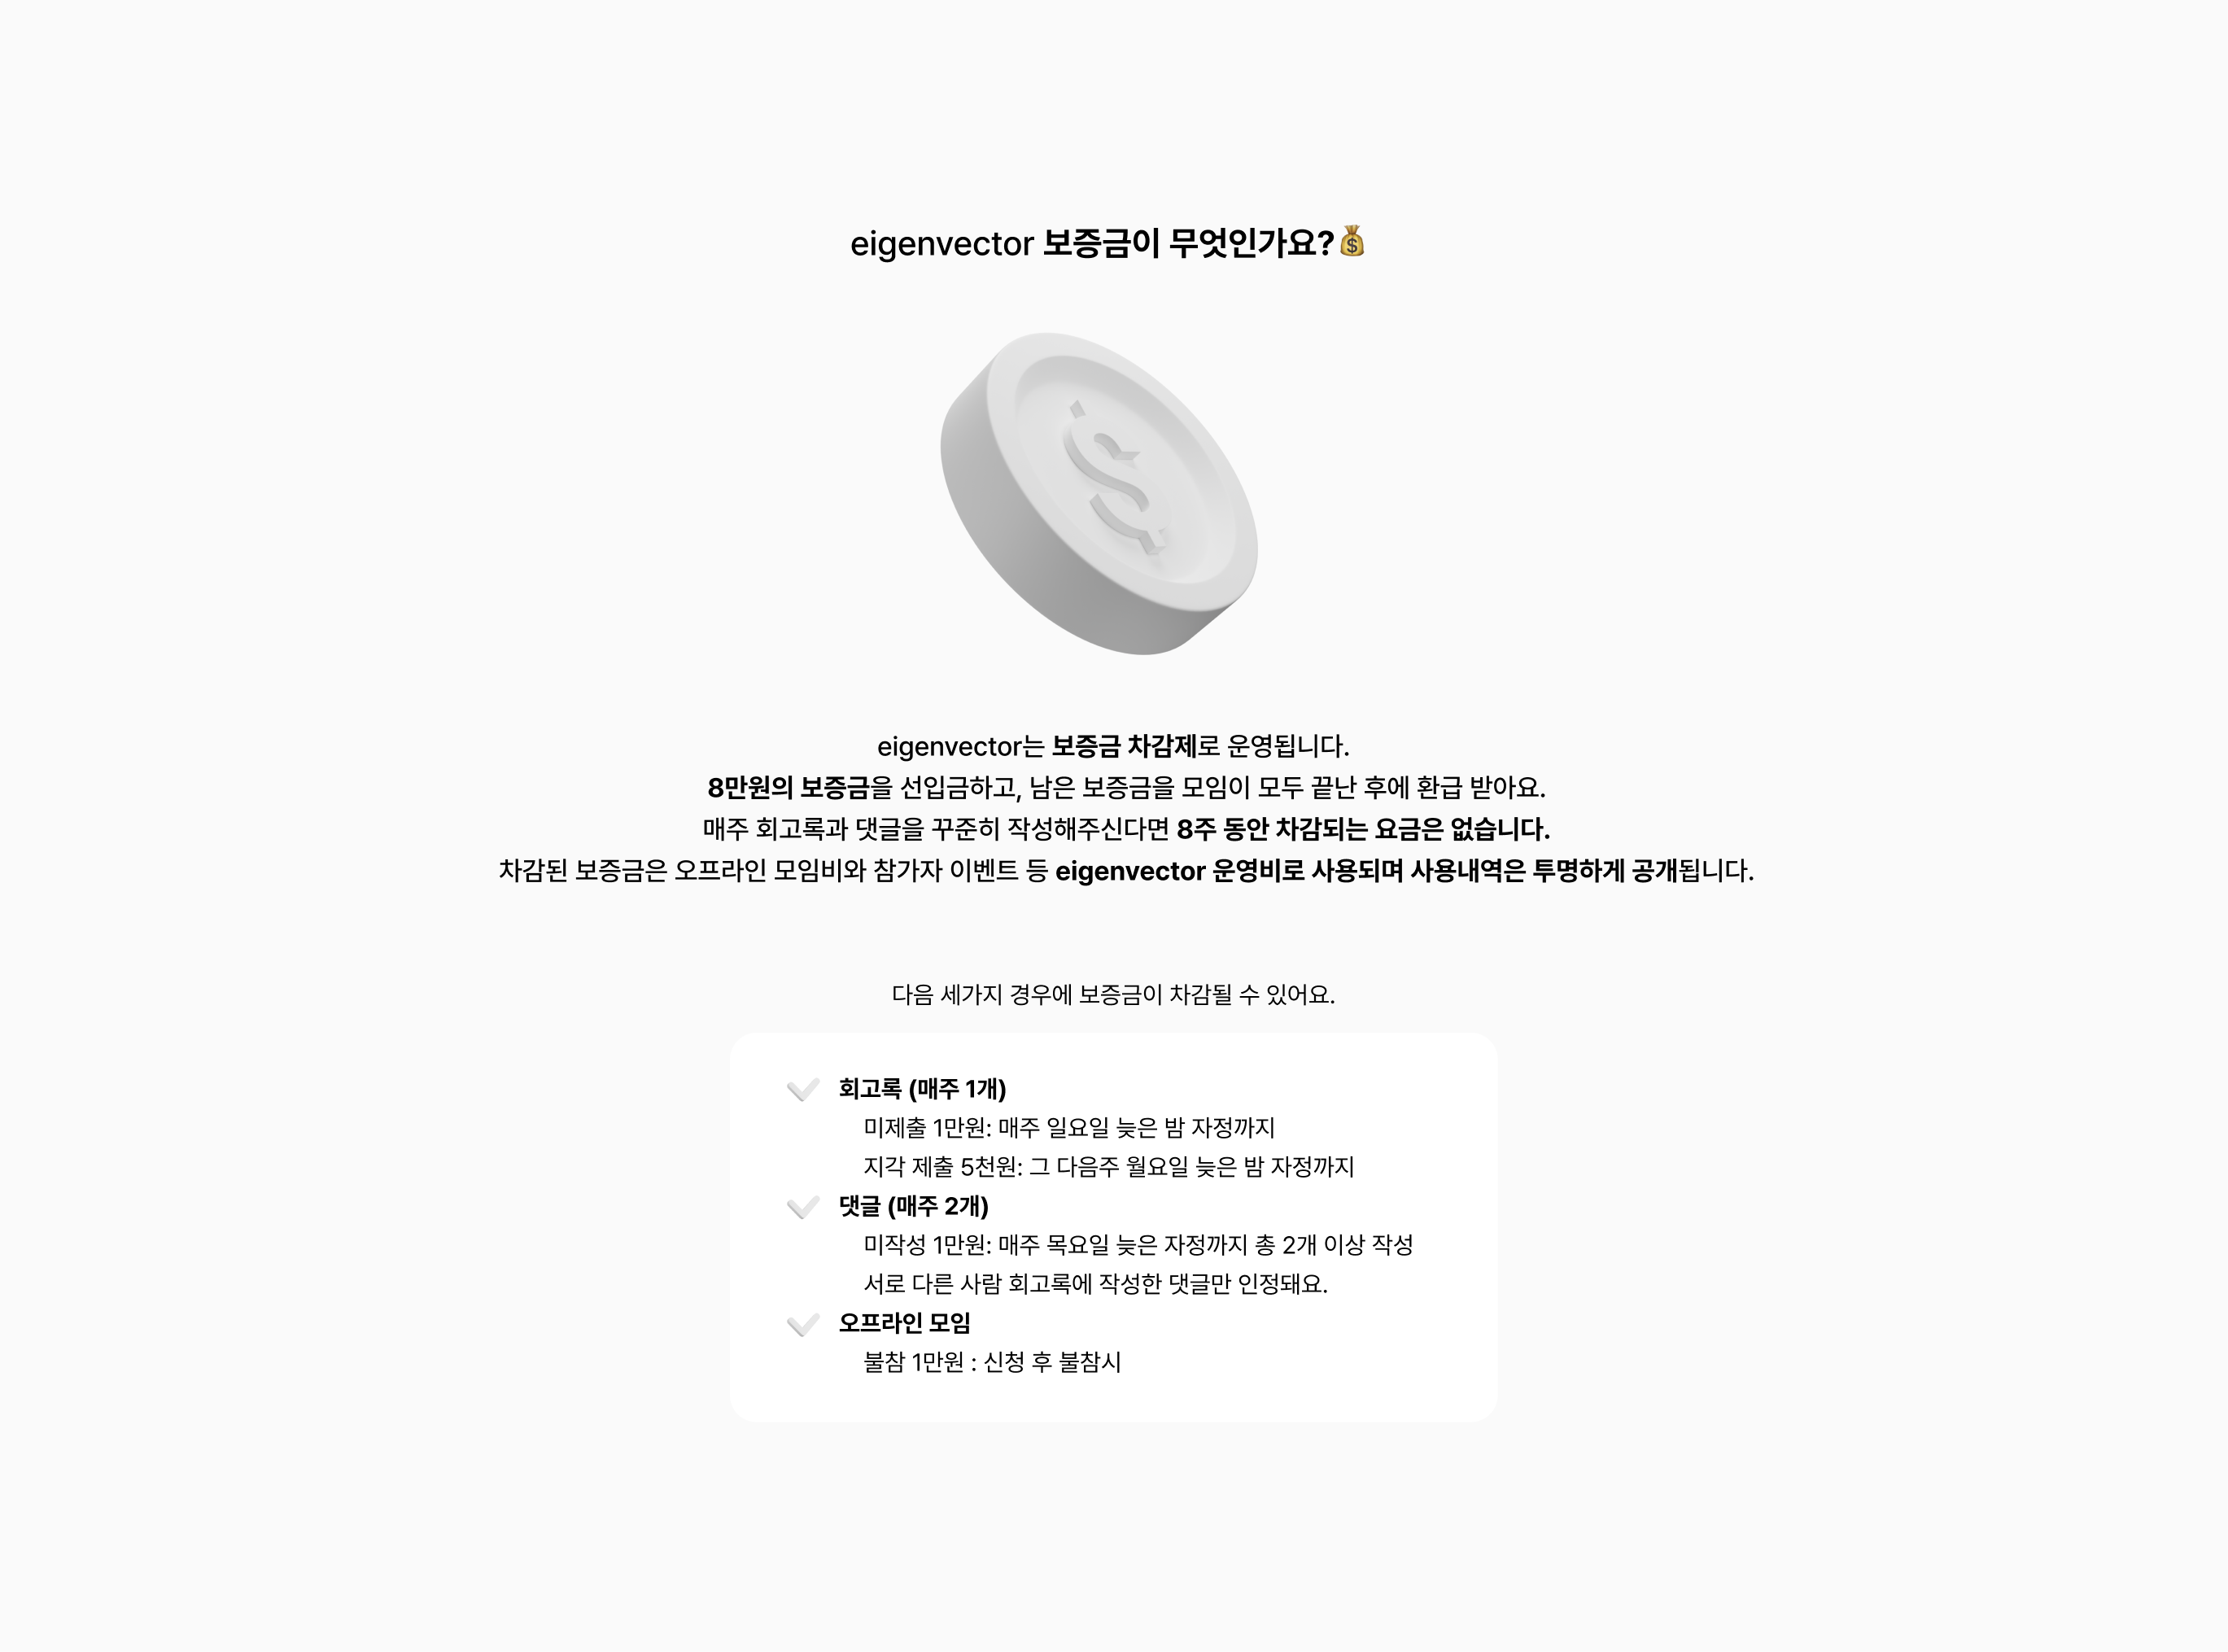 eigenvector 보증금이 무엇인가요?💰
eigenvector는 보증금 차감제로 운영됩니다.
8만원의 보증금을 선입금하고, 남은 보증금을 모임이 모두 끝난 후에 환급 받아요.
매주 회고록과 댓글을 꾸준히 작성해주신다면 8주 동안 차감되는 요금은 없습니다.
차감된 보증금은 오프라인 모임비와 참가자 이벤트 등 eigenvector 운영비로 사용되며 사용내역은 투명하게 공개됩니다.
다음 세가지 경우에 보증금이 차감될 수 있어요.
회고록 (매주 1개)
미제출 1만원: 매주 일요일 늦은 밤 자정까지
지각 제출 5천원: 그 다음주 월요일 늦은 밤 자정까지
댓글 (매주 2개)
미작성 1만원: 매주 목요일 늦은 자정까지 총 2개 이상 작성
서로 다른 사람 회고록에 작성한 댓글만 인정돼요.
오프라인 모임
불참 1만원 : 신청 후 불참시